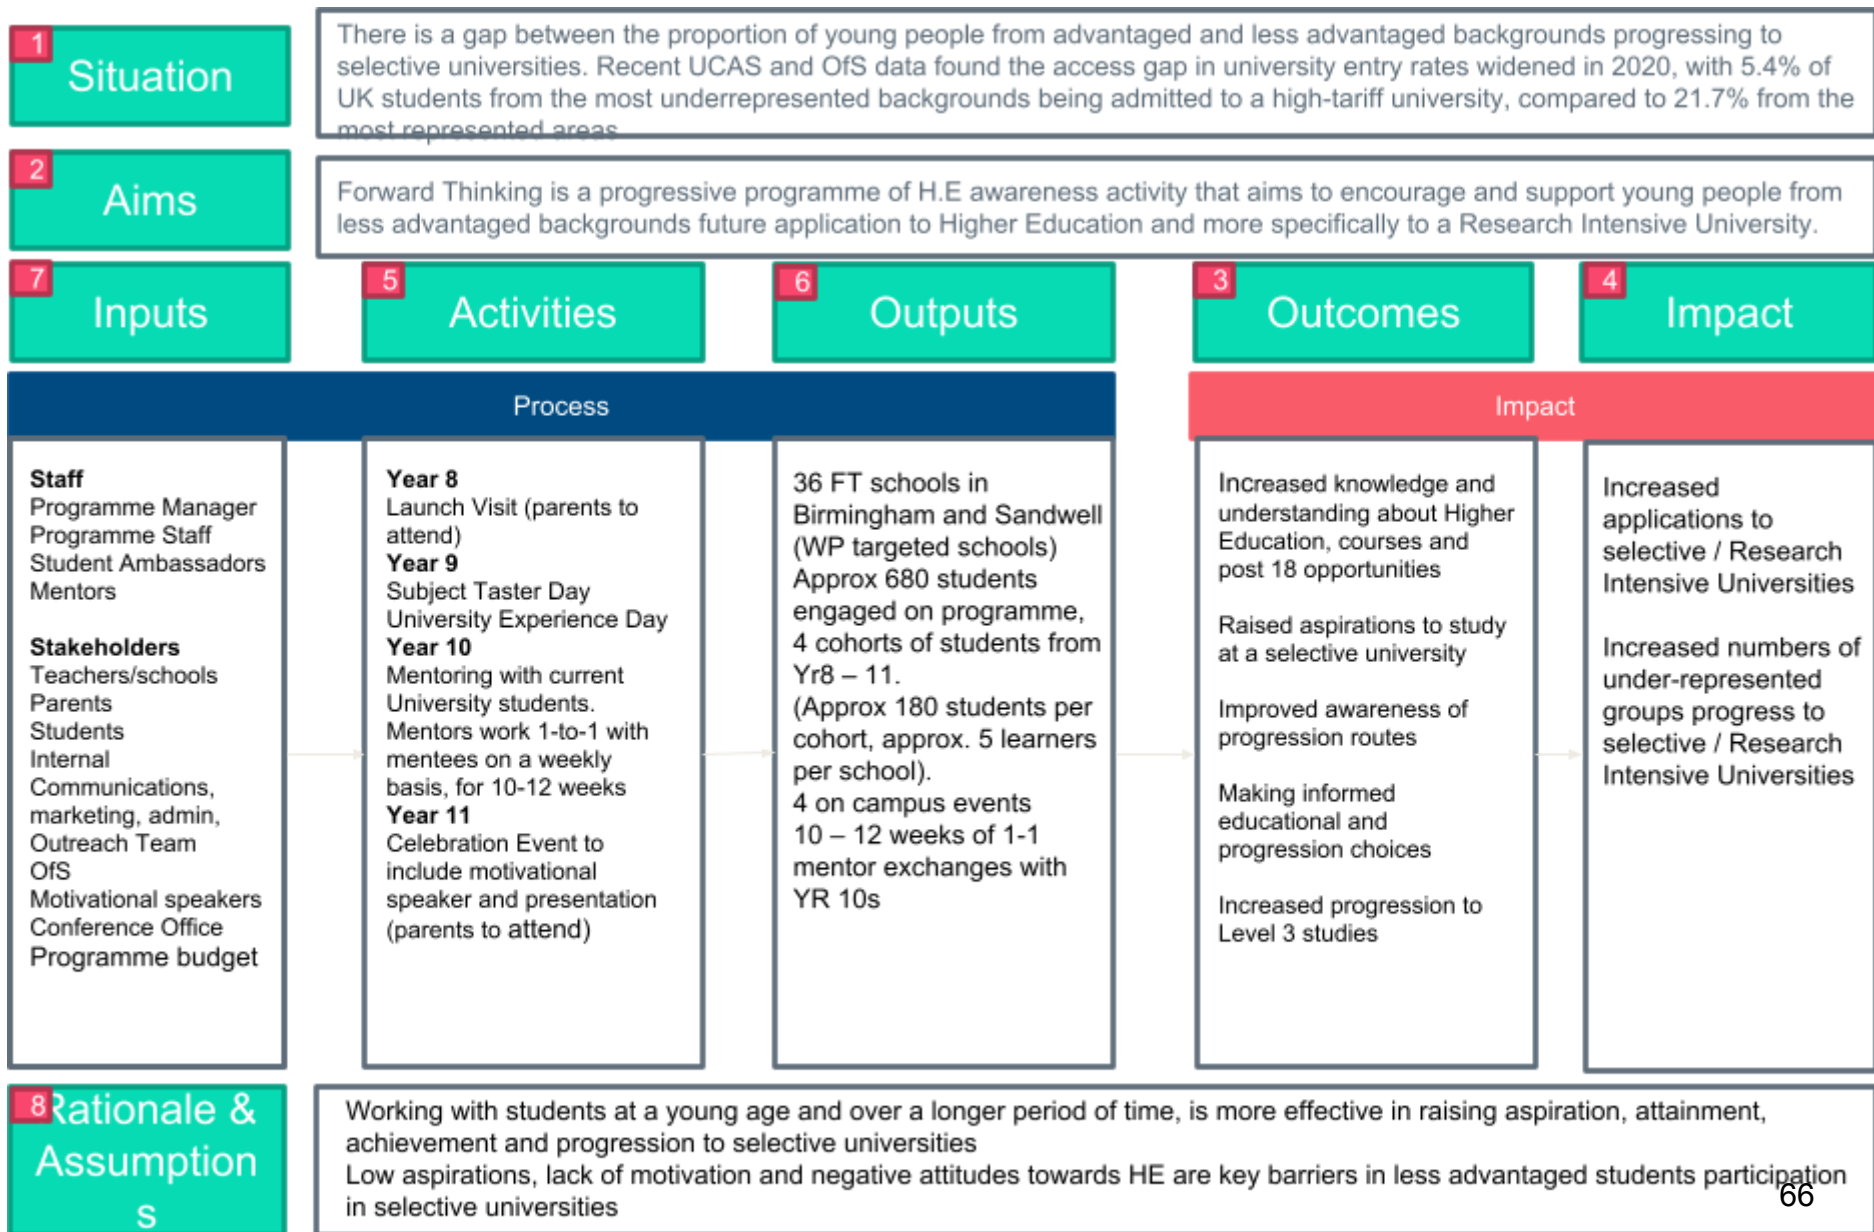 1
Situation
There is a gap between the proportion of young people from advantaged and less advantaged backgrounds progressing to
selective universities. Recent UCAS and OfS data found the access gap in university entry rates widened in 2020, with 5.4% of
UK students from the most underrepresented backgrounds being admitted to a high-tariff university, compared to 21.7% from the
most represented areas
2
Aims
Forward Thinking is a progressive programme of H.E awareness activity that aims to encourage and support young people from
less advantaged backgrounds future application to Higher Education and more specifically to a Research Intensive University.
7
Inputs
5
Activities
6
Outputs
3
Outcomes
4
Impact
Process
Impact
Staff
Programme Manager
Programme Staff
Student Ambassadors
Mentors
Stakeholders
Teachers/schools
Parents
Students
Internal
Communications,
marketing, admin,
Outreach Team
OfS
Motivational speakers
Conference Office
Programme budget
Year 8
Launch Visit (parents to
attend)
Year 9
Subject Taster Day
University Experience Day
Year 10
Mentoring with current
University students.
Mentors work 1-to-1 with
mentees on a weekly
basis, for 10-12 weeks
Year 11
Celebration Event to
include motivational
speaker and presentation
(parents to attend)
36 FT schools in
Birmingham and Sandwell
(WP targeted schools)
Approx 680 students
engaged on programme,
4 cohorts of students from
Yr8 – 11.
(Approx 180 students per
cohort, approx. 5 learners
per school).
4 on campus events
10 – 12 weeks of 1-1
mentor exchanges with
YR 10s
Increased knowledge and
understanding about Higher
Education, courses and
post 18 opportunities
Raised aspirations to study
at a selective university
Improved awareness of
progression routes
Making informed
educational and
progression choices
Increased progression to
Level 3 studies
Increased
applications to
selective / Research
Intensive Universities
Increased numbers of
under-represented
groups progress to
selective / Research
Intensive Universities
8
Rationale &
Assumption
s
Working with students at a young age and over a longer period of time, is more effective in raising aspiration, attainment,
achievement and progression to selective universities
Low aspirations, lack of motivation and negative attitudes towards HE are key barriers in less advantaged students participation
in selective universities
66